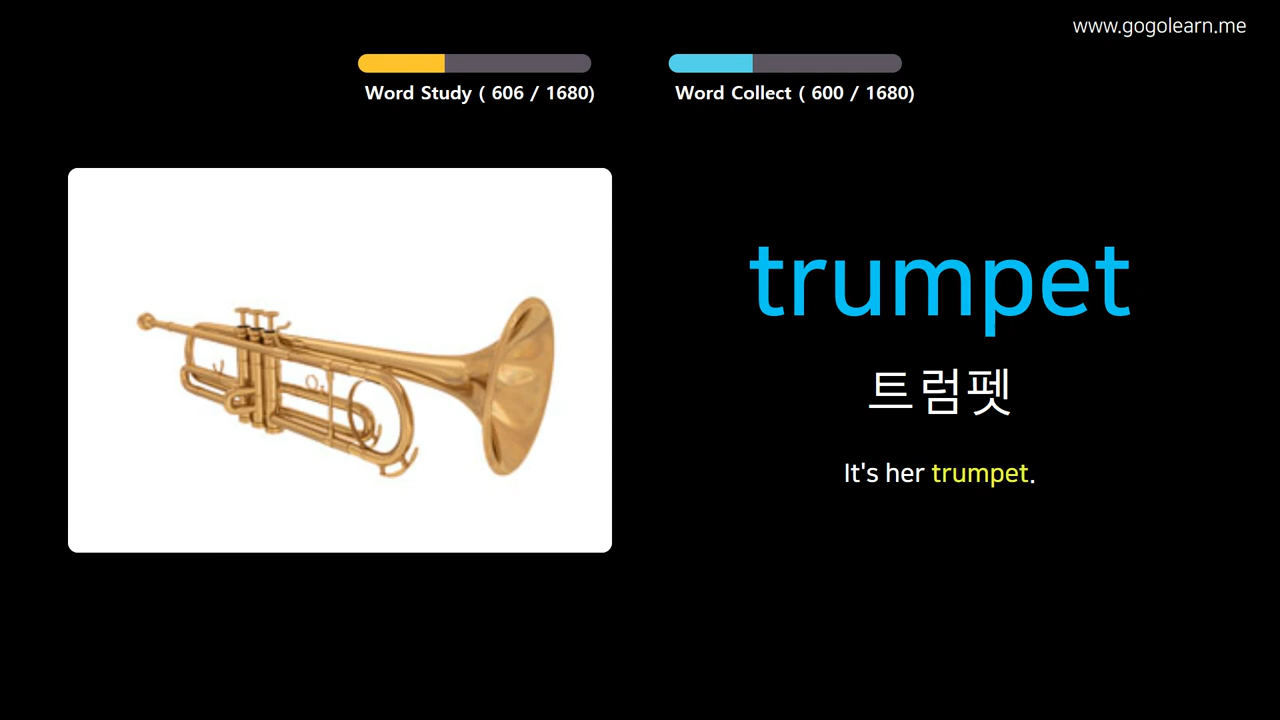 www.gogolearn.me
Word Study ( 606 / 1680)
Word Collect ( 600 / 1680)
trumpet
트럼펫
It's her trumpet.